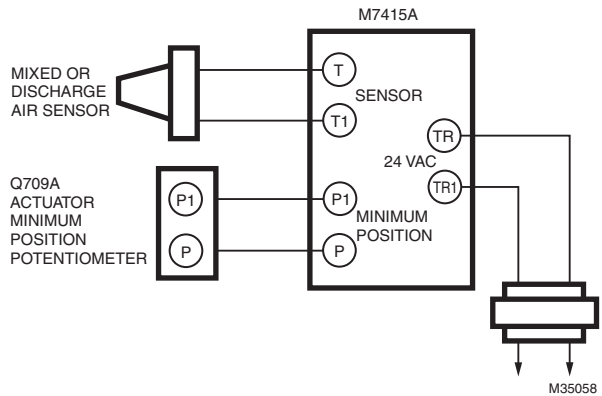 M7415A
MIXED OR
DISCHARGE
AIR SENSOR
T
SENSOR
T1
TR
24 VAC
TR1
Q709A
ACTUATOR
MINIMUM
POSITION
POTENTIOMETER
P1
P
P1
MINIMUM
POSITION
P
M35058